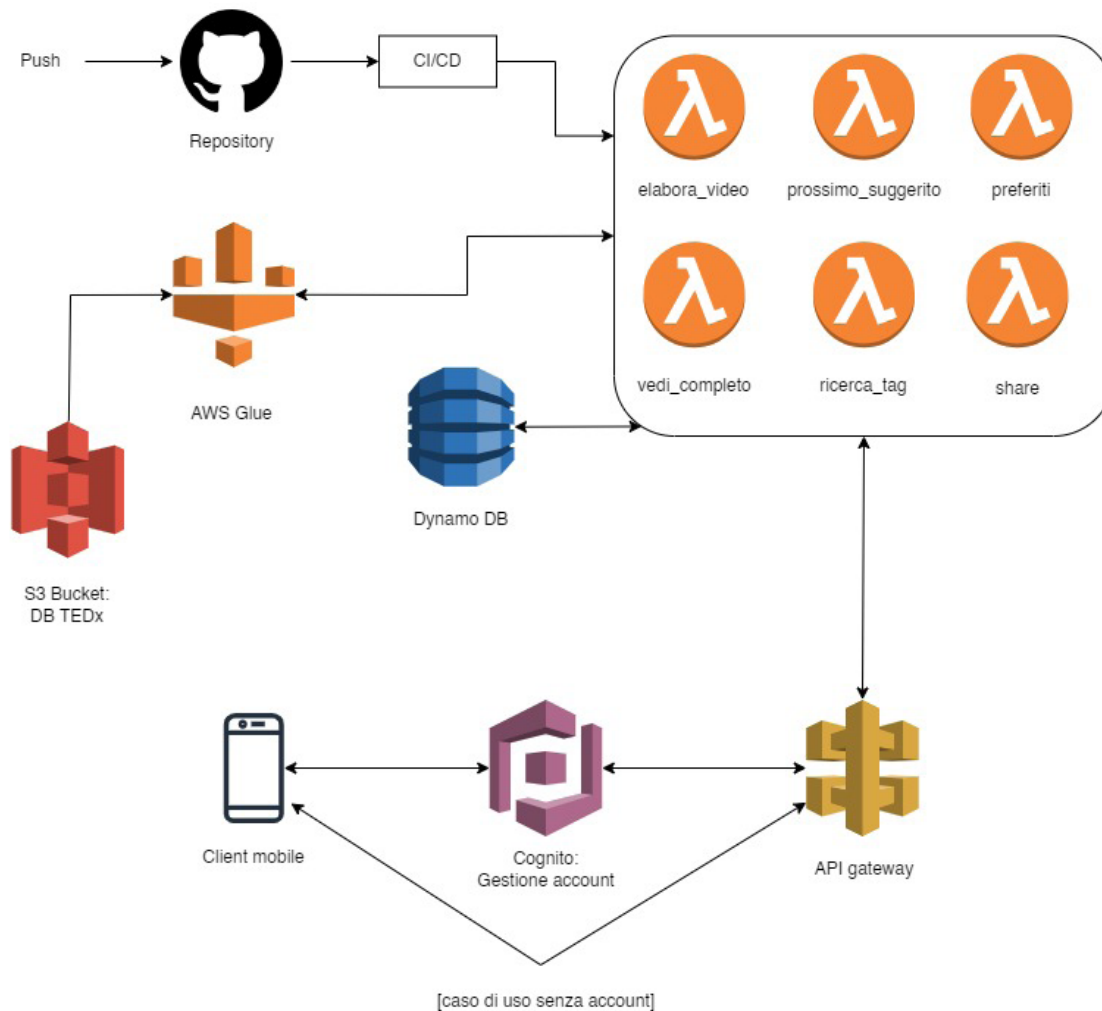 Push
CI/CD
Repository
elabora_video
prossimo_suggerito
preferiti
AWS Glue
vedi_completo
ricerca_tag
share
Dynamo DB
S3 Bucket:
DB TEDx
Client mobile
Cognito:
Gestione account
API gateway
[caso di uso senza account]